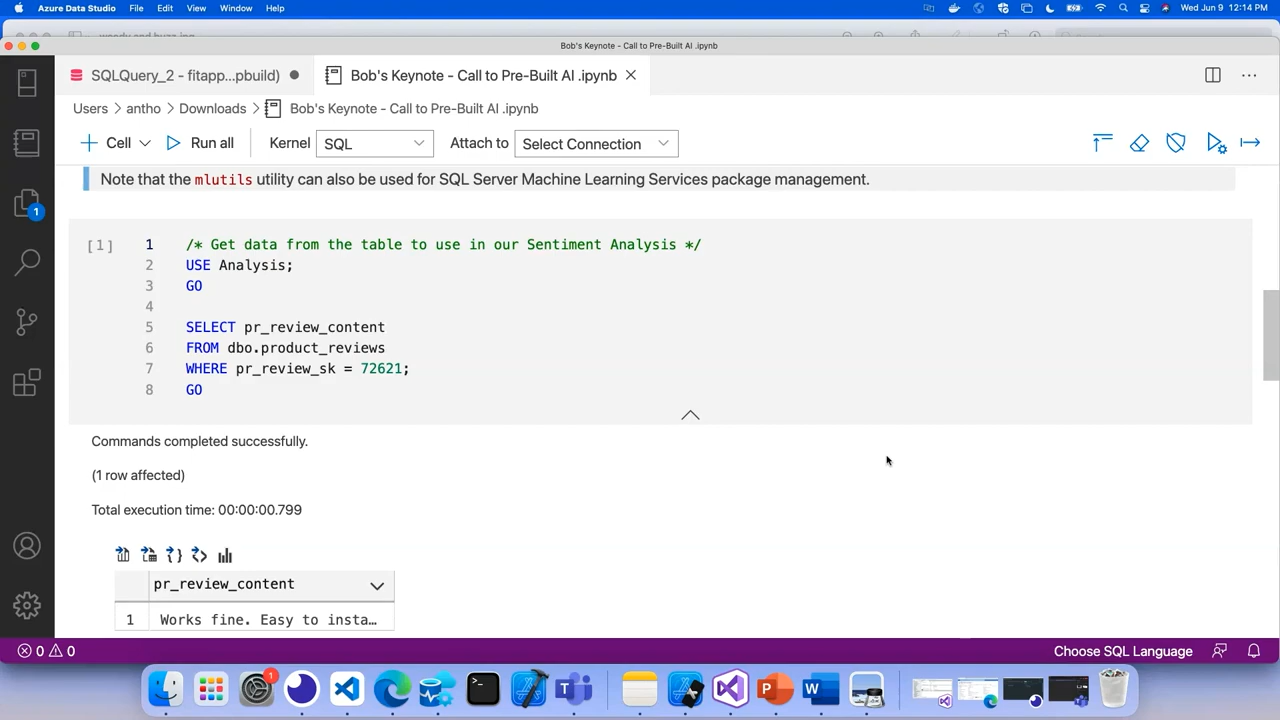 Azure Data Studio File Edit View Window Help Wed Jun 9 12:14 PM
Bob's Keynote - Call to Pre-Built AI .ipynb
SQLQuery_2 - fitapp...pbuild) Bob's Keynote - Call to Pre-Built AI .ipynb
Users > antho > Downloads > Bob's Keynote - Call to Pre-Built AI .ipynb
Cell Run all Kernel SQL Attach to Select Connection
Note that the mlutils utility can also be used for SQL Server Machine Learning Services package management.
1
[1] 1 /* Get data from the table to use in our Sentiment Analysis */
2 USE Analysis;
3 GO
4
5 SELECT pr_review_content
6 FROM dbo.product_reviews
7 WHERE pr_review_sk = 72621;
8 GO
Commands completed successfully.
(1 row affected)
Total execution time: 00:00:00.799
pr_review_content
1 Works fine. Easy to insta…
0 0 Choose SQL Language
1